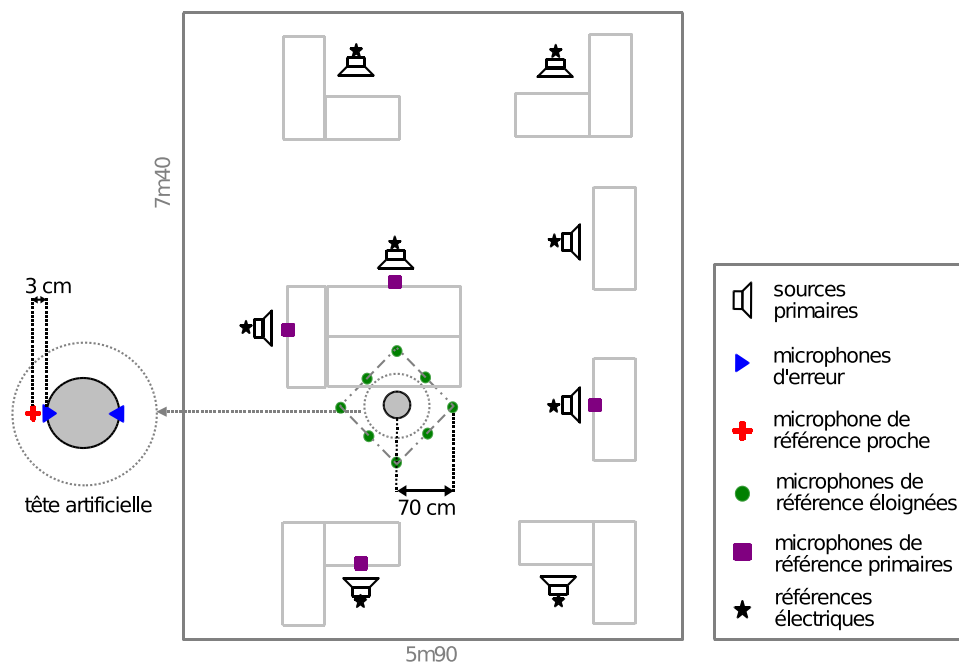 7m40
3 cm
tête artificielle
70 cm
5m90
sources
primaires
microphones
d'erreur
microphone de
référence proche
microphones de
référence éloignées
microphones de
référence primaires
références
électriques